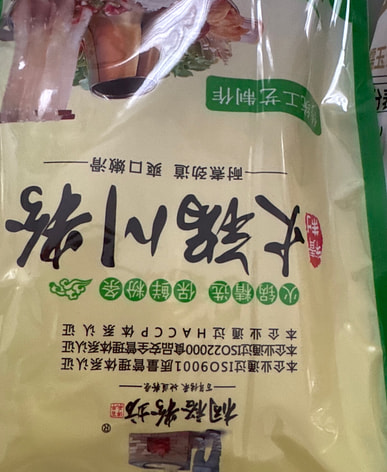 粉坊
®
本企业通过ISO9001质量管理体系认证
本企业通过ISO22000食品安全管理体系认证
本企业通过HACCP体系认证
火锅精选 保鲜粉条
火锅川粉
耐煮劲道 爽口嫩滑
统工艺制作